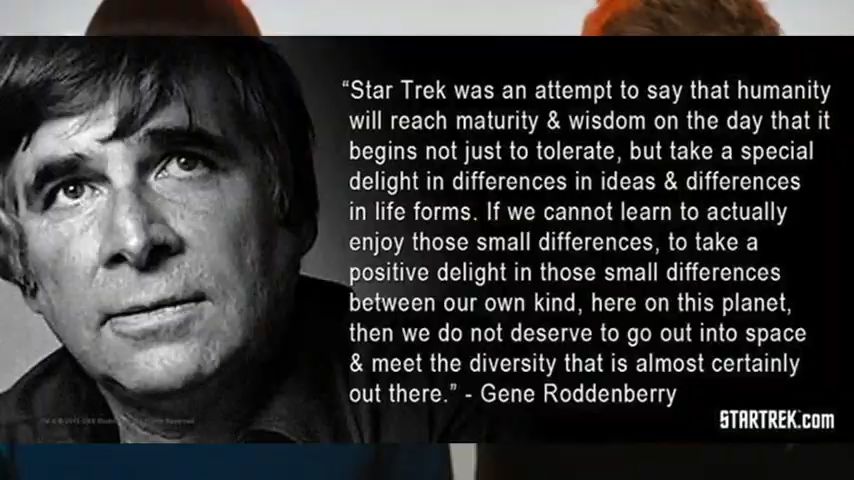 “Star Trek was an attempt to say that humanity
will reach maturity & wisdom on the day that it
begins not just to tolerate, but take a special
delight in differences in ideas & differences
in life forms. If we cannot learn to actually
enjoy those small differences, to take a
positive delight in those small differences
between our own kind, here on this planet,
then we do not deserve to go out into space
& meet the diversity that is almost certainly
out there.” - Gene Roddenberry
STARTREK.com